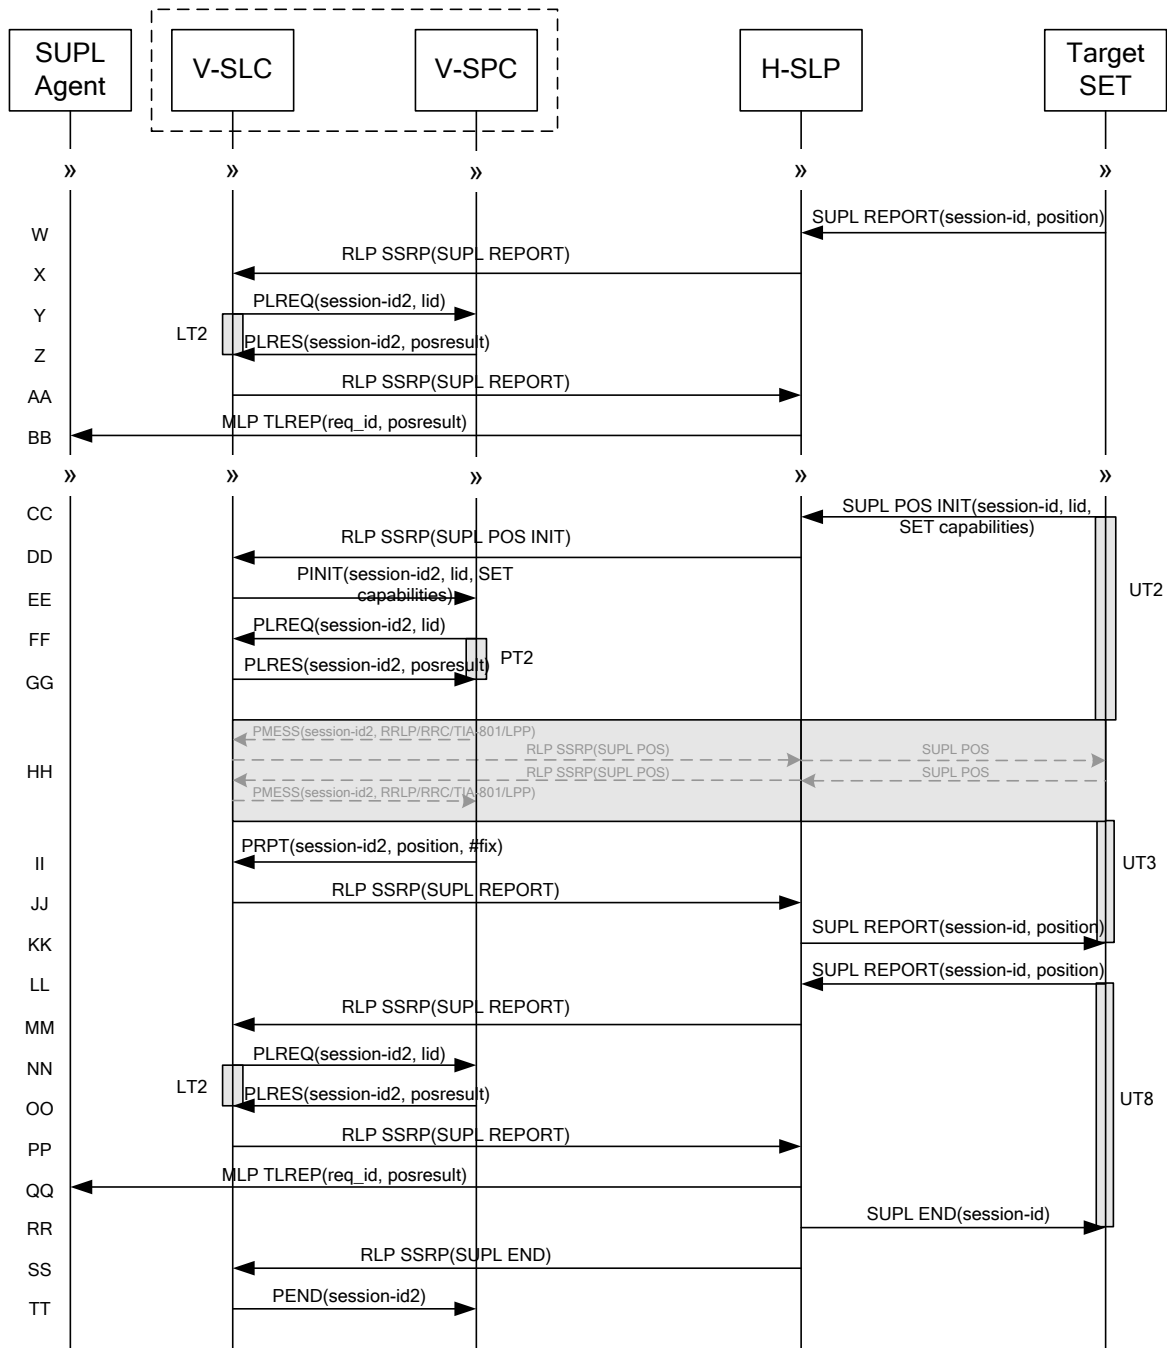 SUPL
Agent
V-SLC
V-SPC
H-SLP
Target
SET
»
»
»
»
»
W
SUPL REPORT(session-id, position)
X
RLP SSRP(SUPL REPORT)
Y
PLREQ(session-id2, lid)
LT2
Z
PLRES(session-id2, posresult)
AA
RLP SSRP(SUPL REPORT)
BB
MLP TLREP(req_id, posresult)
»
»
»
»
»
CC
SUPL POS INIT(session-id, lid,
SET capabilities)
DD
RLP SSRP(SUPL POS INIT)
EE
PINIT(session-id2, lid, SET
capabilities)
UT2
FF
PLREQ(session-id2, lid)
PT2
GG
PLRES(session-id2, posresult)
HH
PMESS(session-id2, RRLP/RRC/TIA-801/LPP)
RLP SSRP(SUPL POS)
SUPL POS
RLP SSRP(SUPL POS)
SUPL POS
PMESS(session-id2, RRLP/RRC/TIA-801/LPP)
II
PRPT(session-id2, position, #fix)
UT3
JJ
RLP SSRP(SUPL REPORT)
KK
SUPL REPORT(session-id, position)
LL
SUPL REPORT(session-id, position)
MM
RLP SSRP(SUPL REPORT)
NN
PLREQ(session-id2, lid)
LT2
OO
PLRES(session-id2, posresult)
UT8
PP
RLP SSRP(SUPL REPORT)
QQ
MLP TLREP(req_id, posresult)
RR
SUPL END(session-id)
SS
RLP SSRP(SUPL END)
TT
PEND(session-id2)